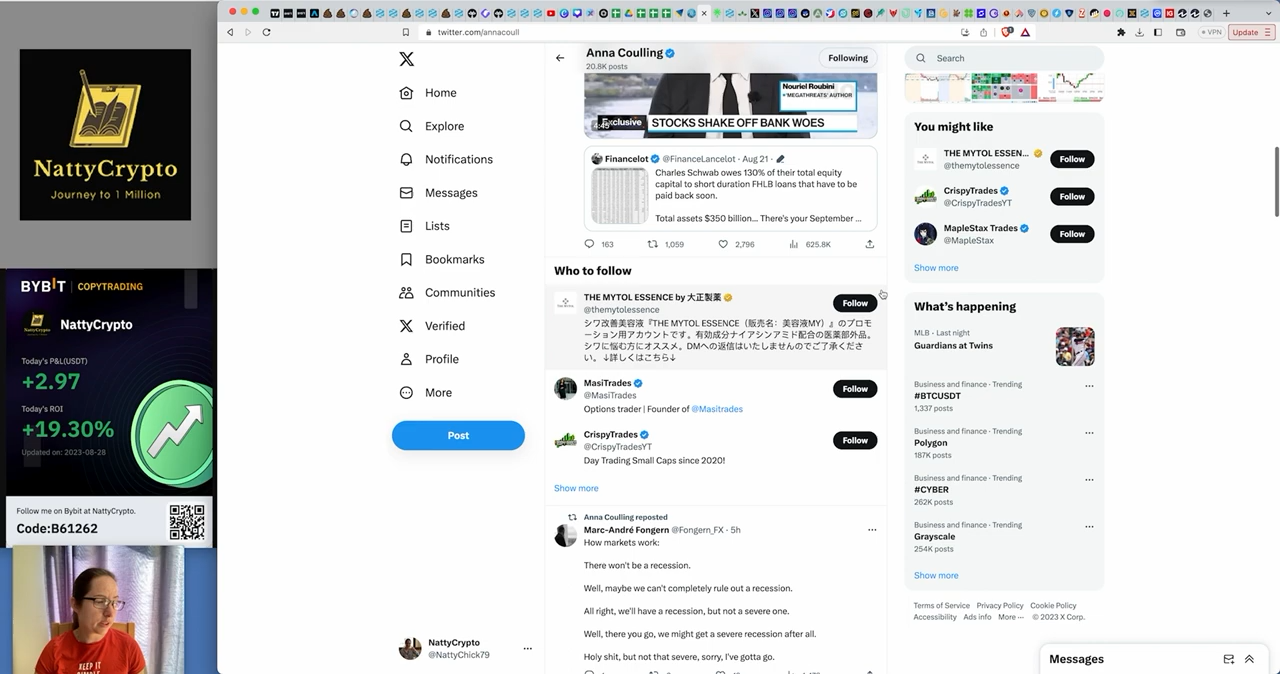 NattyCrypto
Journey to 1 Million
BYBIT | COPYTRADING
NattyCrypto
Today's P&L(USDT)
+2.97
Today's ROI
+19.30%
Updated on: 2023-08-28
Follow me on Bybit at NattyCrypto.
Code:B61262
KEEP IT
twitter.com/annacoull
VPN
Update
Home
Explore
Notifications
Messages
Lists
Bookmarks
Communities
Verified
Profile
More
Post
NattyCrypto
@NattyChick79
Anna Coulling
20.8K posts
Following
Nouriel Roubini
'MEGATHREATS' AUTHOR
Exclusive
STOCKS SHAKE OFF BANK WOES
Financelot @FinanceLancelot · Aug 21 ·
Charles Schwab owes 130% of their total equity
capital to short duration FHLB loans that have to be
paid back soon.
Total assets $350 billion... There's your September ...
163 1,059 2,796 625.8K
Who to follow
THE MYTOL ESSENCE by 大正製薬
@themytolessence
Follow
シワ改善美容液『THE MYTOL ESSENCE（販売名：美容液MY）』のプロモ
ーション用アカウントです。有効成分ナイアシンアミド配合の医薬部外品。
シワに悩む方にオススメ。DMへの返信はいたしませんのでご了承くださ
い。↓詳しくはこちら↓
MasiTrades
@MasiTrades
Follow
Options trader | Founder of @Masitrades
CrispyTrades
@CrispyTradesYT
Follow
Day Trading Small Caps since 2020!
Show more
Anna Coulling reposted
Marc-André Fongern @Fongern_FX · 5h
How markets work:
There won't be a recession.
Well, maybe we can't completely rule out a recession.
All right, we'll have a recession, but not a severe one.
Well, there you go, we might get a severe recession after all.
Holy shit, but not that severe, sorry, I've gotta go.
Search
You might like
THE MYTOL ESSEN...
@themytolessence
Follow
CrispyTrades
@CrispyTradesYT
Follow
MapleStax Trades
@MapleStax
Follow
Show more
What's happening
MLB · Last night
Guardians at Twins
Business and finance · Trending
#BTCUSDT
1,337 posts
Business and finance · Trending
Polygon
187K posts
Business and finance · Trending
#CYBER
262K posts
Business and finance · Trending
Grayscale
254K posts
Show more
Terms of Service Privacy Policy Cookie Policy
Accessibility Ads info More ··· © 2023 X Corp.
Messages